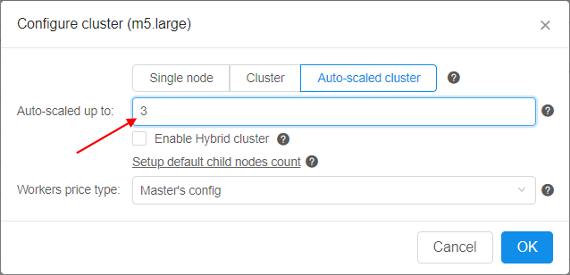 Configure cluster (m5.large)
Single node Cluster Auto-scaled cluster ?
Auto-scaled up to: 3 ?
Enable Hybrid cluster ?
Setup default child nodes count ?
Workers price type: Master's config ?
Cancel OK